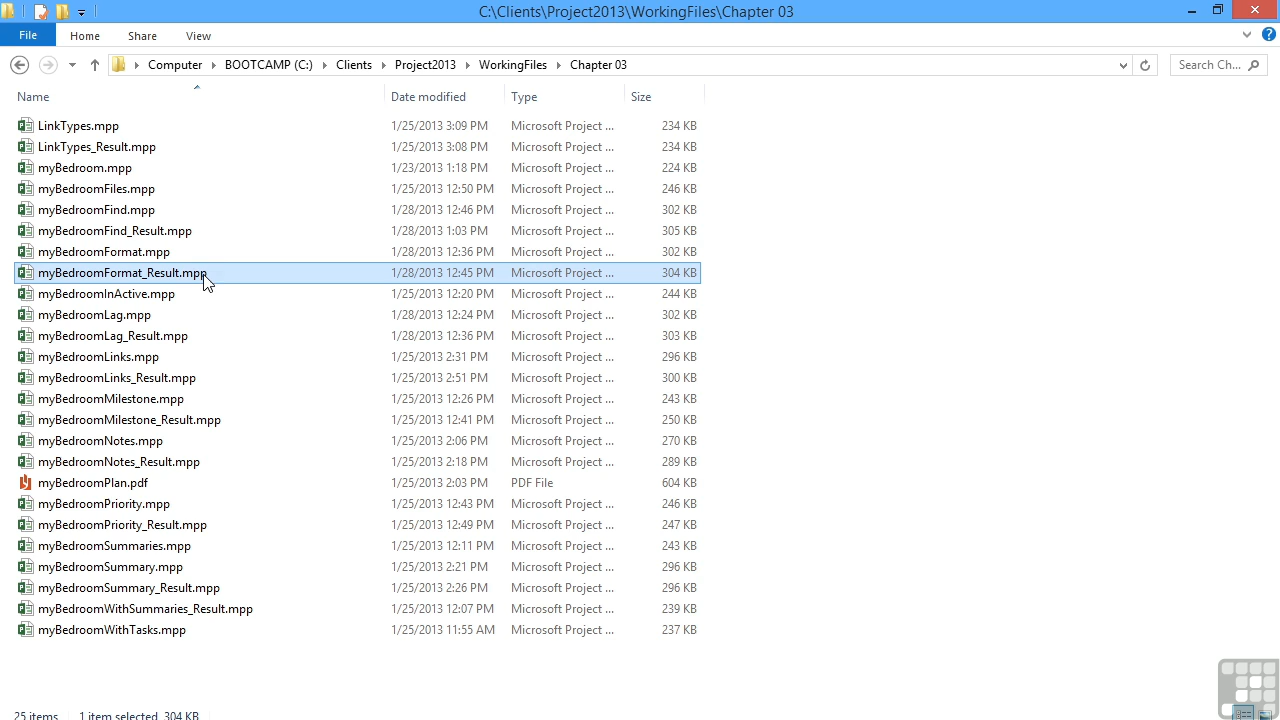 C:\Clients\Project2013\WorkingFiles\Chapter 03
File Home Share View
Computer BOOTCAMP (C:) Clients Project2013 WorkingFiles Chapter 03 Search Ch...
Name Date modified Type Size
LinkTypes.mpp 1/25/2013 3:09 PM Microsoft Project ... 234 KB
LinkTypes_Result.mpp 1/25/2013 3:08 PM Microsoft Project ... 234 KB
myBedroom.mpp 1/23/2013 1:18 PM Microsoft Project ... 224 KB
myBedroomFiles.mpp 1/25/2013 12:50 PM Microsoft Project ... 246 KB
myBedroomFind.mpp 1/28/2013 12:46 PM Microsoft Project ... 302 KB
myBedroomFind_Result.mpp 1/28/2013 1:03 PM Microsoft Project ... 305 KB
myBedroomFormat.mpp 1/28/2013 12:36 PM Microsoft Project ... 302 KB
myBedroomFormat_Result.mpp 1/28/2013 12:45 PM Microsoft Project ... 304 KB
myBedroomInActive.mpp 1/25/2013 12:20 PM Microsoft Project ... 244 KB
myBedroomLag.mpp 1/28/2013 12:24 PM Microsoft Project ... 302 KB
myBedroomLag_Result.mpp 1/28/2013 12:36 PM Microsoft Project ... 303 KB
myBedroomLinks.mpp 1/25/2013 2:31 PM Microsoft Project ... 296 KB
myBedroomLinks_Result.mpp 1/25/2013 2:51 PM Microsoft Project ... 300 KB
myBedroomMilestone.mpp 1/25/2013 12:26 PM Microsoft Project ... 243 KB
myBedroomMilestone_Result.mpp 1/25/2013 12:41 PM Microsoft Project ... 250 KB
myBedroomNotes.mpp 1/25/2013 2:06 PM Microsoft Project ... 270 KB
myBedroomNotes_Result.mpp 1/25/2013 2:18 PM Microsoft Project ... 289 KB
myBedroomPlan.pdf 1/25/2013 2:03 PM PDF File 604 KB
myBedroomPriority.mpp 1/25/2013 12:43 PM Microsoft Project ... 246 KB
myBedroomPriority_Result.mpp 1/25/2013 12:49 PM Microsoft Project ... 247 KB
myBedroomSummaries.mpp 1/25/2013 12:11 PM Microsoft Project ... 243 KB
myBedroomSummary.mpp 1/25/2013 2:21 PM Microsoft Project ... 296 KB
myBedroomSummary_Result.mpp 1/25/2013 2:26 PM Microsoft Project ... 296 KB
myBedroomWithSummaries_Result.mpp 1/25/2013 12:07 PM Microsoft Project ... 239 KB
myBedroomWithTasks.mpp 1/25/2013 11:55 AM Microsoft Project ... 237 KB
25 items 1 item selected 304 KB